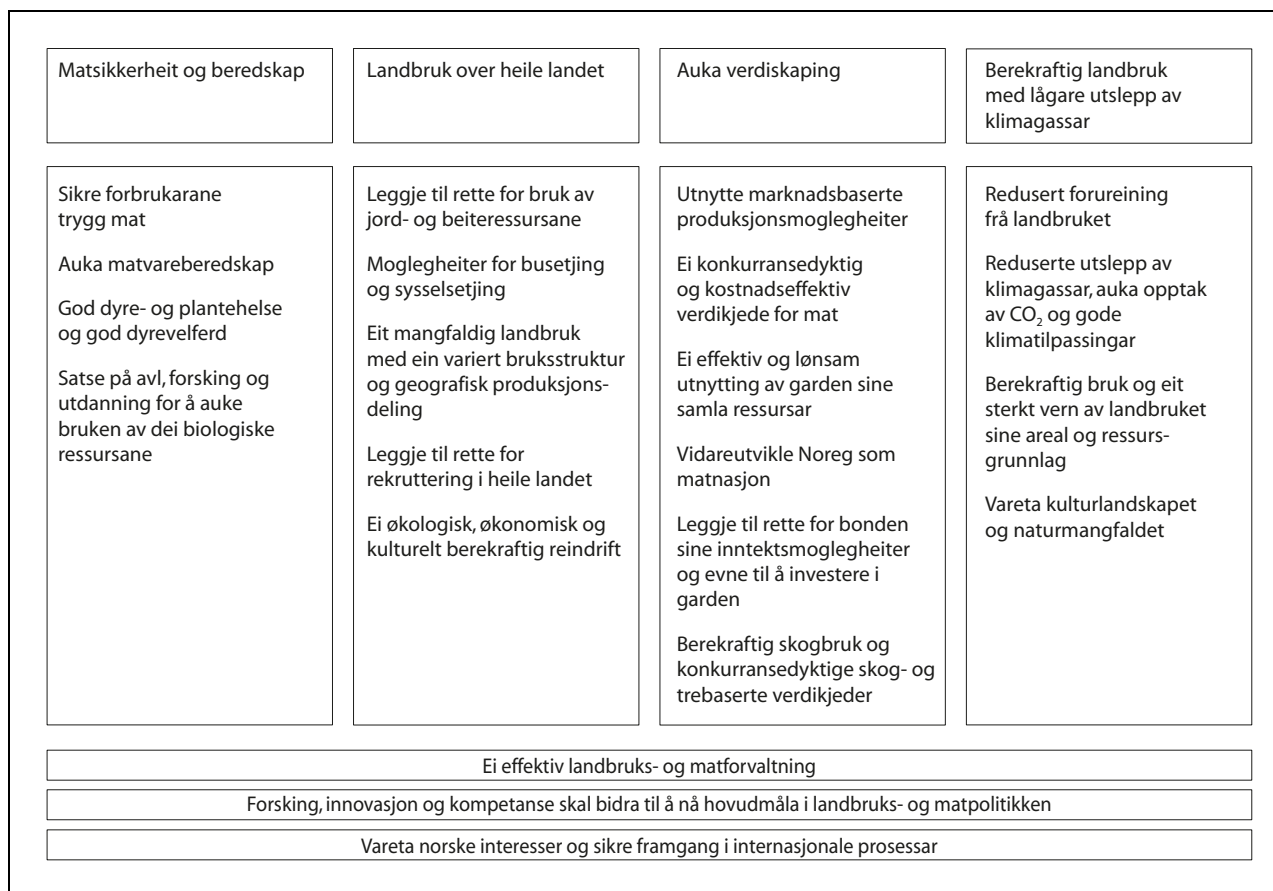 Matsikkerheit og beredskap
Landbruk over heile landet
Auka verdiskaping
Berekraftig landbruk
med lågare utslepp av
klimagassar
Sikre forbrukarane
trygg mat
Auka matvareberedskap
God dyre- og plantehelse
og god dyrevelferd
Satse på avl, forsking og
utdanning for å auke
bruken av dei biologiske
ressursane
Leggje til rette for bruk av
jord- og beiteressursane
Moglegheiter for busetjing
og sysselsetjing
Eit mangfaldig landbruk
med ein variert bruksstruktur
og geografisk produksjons-
deling
Leggje til rette for
rekruttering i heile landet
Ei økologisk, økonomisk og
kulturelt berekraftig reindrift
Utnytte marknadsbaserte
produksjonsmoglegheiter
Ei konkurransedyktig
og kostnadseffektiv
verdikjede for mat
Ei effektiv og lønsam
utnytting av garden sine
samla ressursar
Vidareutvikle Noreg som
matnasjon
Leggje til rette for bonden
sine inntektsmoglegheiter
og evne til å investere i
garden
Berekraftig skogbruk og
konkurransedyktige skog- og
trebaserte verdikjeder
Redusert forureining
frå landbruket
Reduserte utslepp av
klimagassar, auka opptak
av CO₂ og gode
klimatilpassingar
Berekraftig bruk og eit
sterkt vern av landbruket
sine areal og ressurs-
grunnlag
Vareta kulturlandskapet
og naturmangfaldet
Ei effektiv landbruks- og matforvaltning
Forsking, innovasjon og kompetanse skal bidra til å nå hovudmåla i landbruks- og matpolitikken
Vareta norske interesser og sikre framgang i internasjonale prosessar